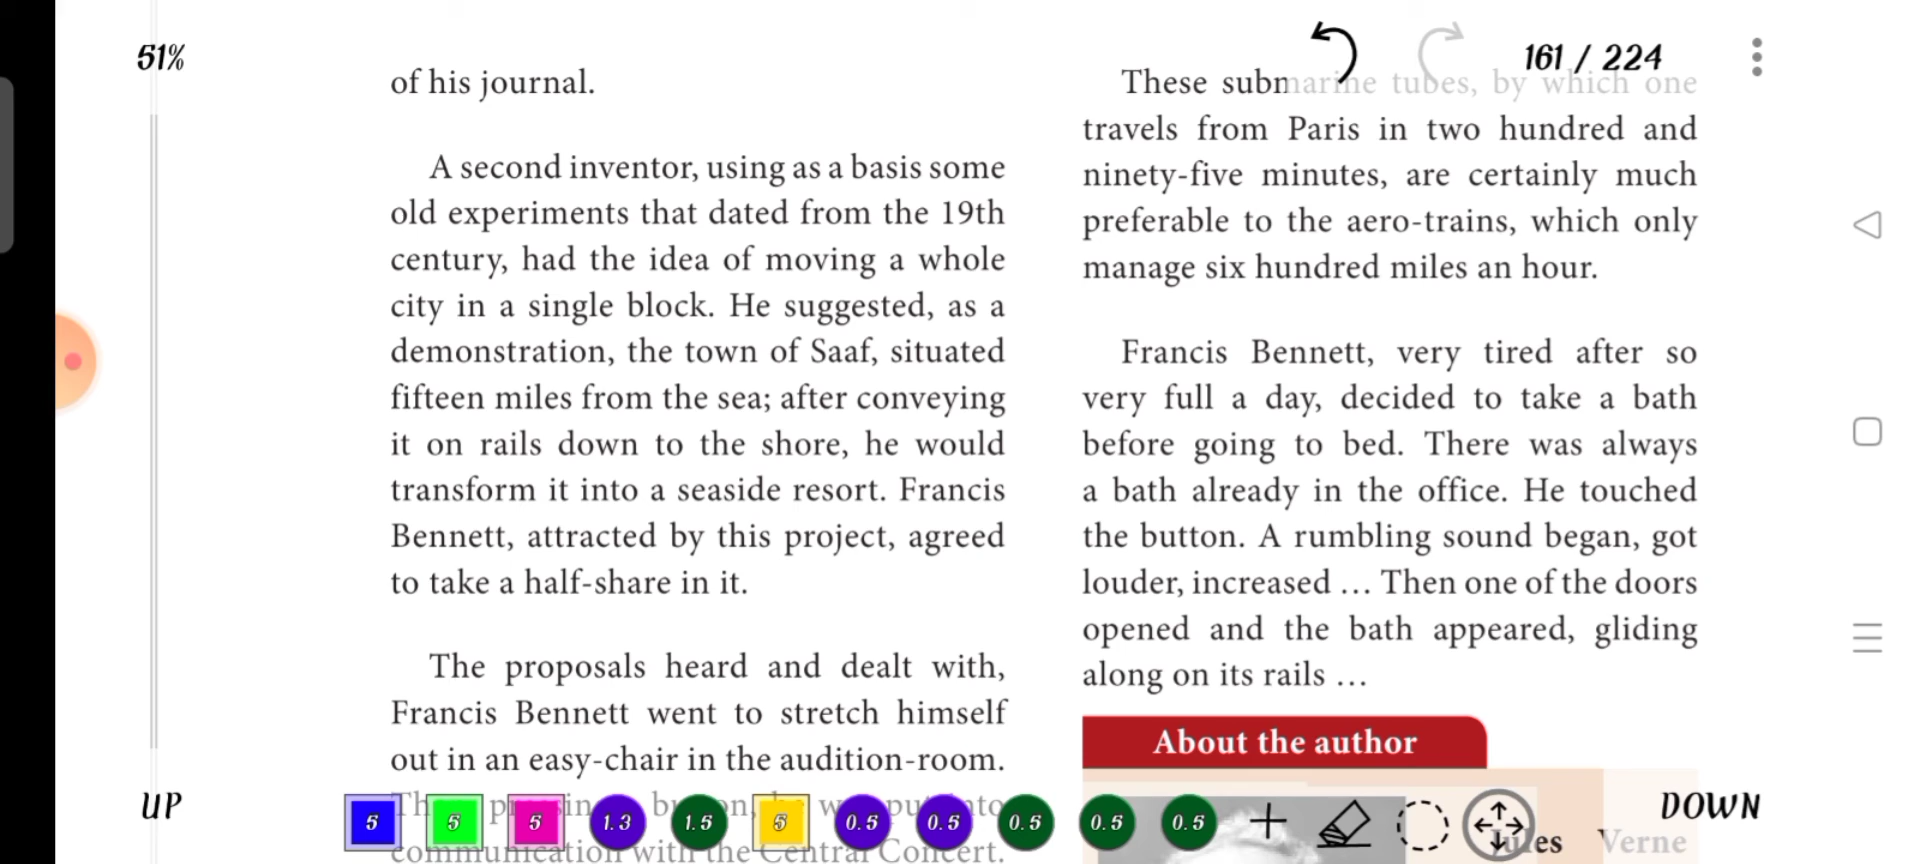 51%
161 / 224
of his journal.
A second inventor, using as a basis some
old experiments that dated from the 19th
century, had the idea of moving a whole
city in a single block. He suggested, as a
demonstration, the town of Saaf, situated
fifteen miles from the sea; after conveying
it on rails down to the shore, he would
transform it into a seaside resort. Francis
Bennett, attracted by this project, agreed
to take a half-share in it.
The proposals heard and dealt with,
Francis Bennett went to stretch himself
out in an easy-chair in the audition-room.
communication with the Central Concert.
These submarine tubes, by which one
travels from Paris in two hundred and
ninety-five minutes, are certainly much
preferable to the aero-trains, which only
manage six hundred miles an hour.
Francis Bennett, very tired after so
very full a day, decided to take a bath
before going to bed. There was always
a bath already in the office. He touched
the button. A rumbling sound began, got
louder, increased … Then one of the doors
opened and the bath appeared, gliding
along on its rails …
About the author
Jules Verne
UP
5 5 5 1.3 1.5 5 0.5 0.5 0.5 0.5 0.5
DOWN